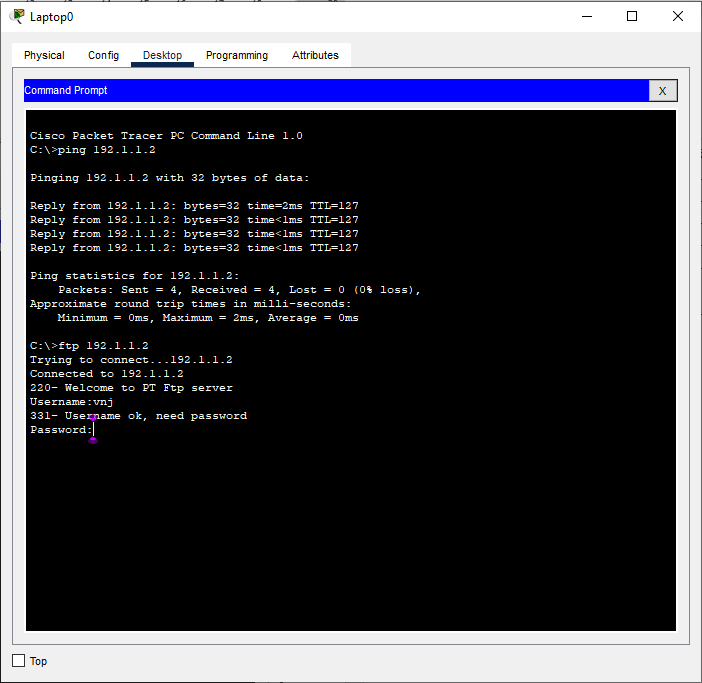 Laptop0
Physical Config Desktop Programming Attributes
Command Prompt
X
Cisco Packet Tracer PC Command Line 1.0
C:\>ping 192.1.1.2
Pinging 192.1.1.2 with 32 bytes of data:
Reply from 192.1.1.2: bytes=32 time=2ms TTL=127
Reply from 192.1.1.2: bytes=32 time<1ms TTL=127
Reply from 192.1.1.2: bytes=32 time<1ms TTL=127
Reply from 192.1.1.2: bytes=32 time<1ms TTL=127
Ping statistics for 192.1.1.2:
Packets: Sent = 4, Received = 4, Lost = 0 (0% loss),
Approximate round trip times in milli-seconds:
Minimum = 0ms, Maximum = 2ms, Average = 0ms
C:\>ftp 192.1.1.2
Trying to connect...192.1.1.2
Connected to 192.1.1.2
220- Welcome to PT Ftp server
Username:vnj
331- Username ok, need password
Password:
Top